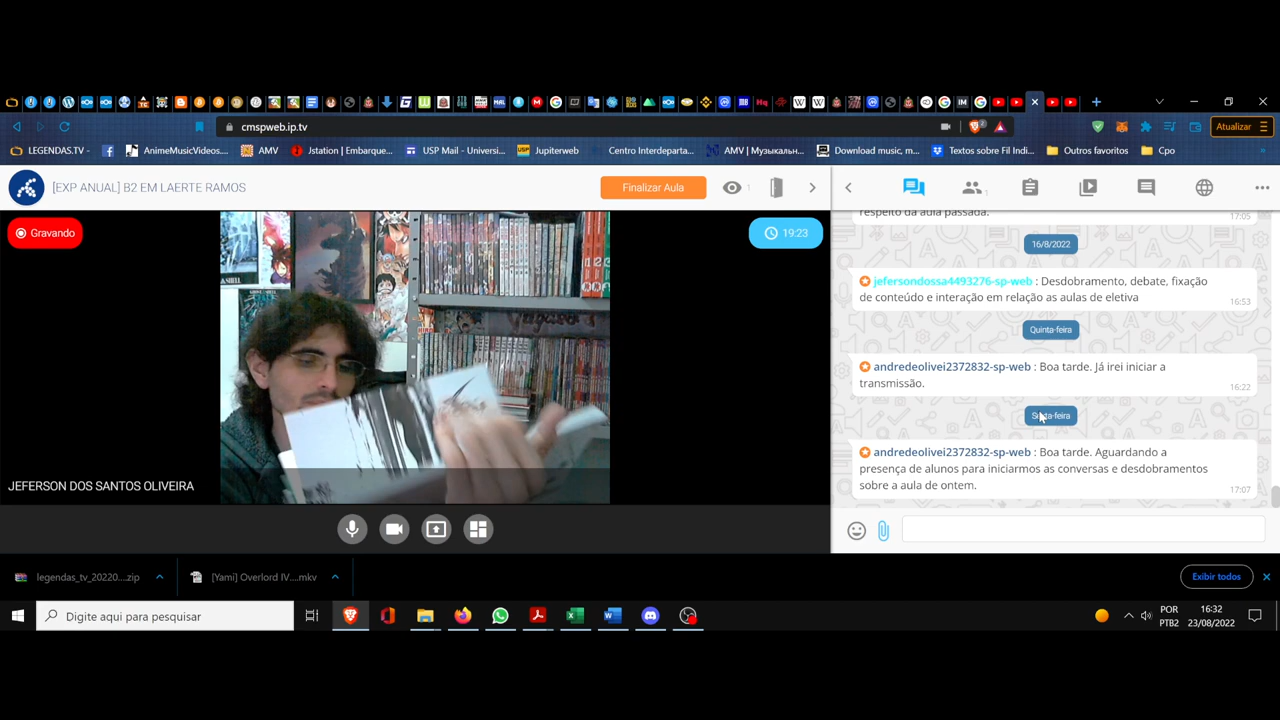 cmspweb.ip.tv
Atualizar
LEGENDAS.TV -
AnimeMusicVideos...
AMV
Jstation | Embarque...
USP Mail - Universi...
Jupiterweb
Centro Interdeparta...
AMV | Музыкальн...
Download music, m...
Textos sobre Fil Indi...
Outros favoritos
Cpo
[EXP ANUAL] B2 EM LAERTE RAMOS
Finalizar Aula
1
1
Gravando
19:23
JEFERSON DOS SANTOS OLIVEIRA
respeito da aula passada.
17:05
16/8/2022
jefersondossa4493276-sp-web : Desdobramento, debate, fixação
de conteúdo e interação em relação as aulas de eletiva
16:53
Quinta-feira
andredeolivei2372832-sp-web : Boa tarde. Já irei iniciar a
transmissão.
16:22
Sexta-feira
andredeolivei2372832-sp-web : Boa tarde. Aguardando a
presença de alunos para iniciarmos as conversas e desdobramentos
sobre a aula de ontem.
17:07
legendas_tv_20220....zip
[Yami] Overlord IV....mkv
Exibir todos
Digite aqui para pesquisar
POR
PTB2
16:32
23/08/2022